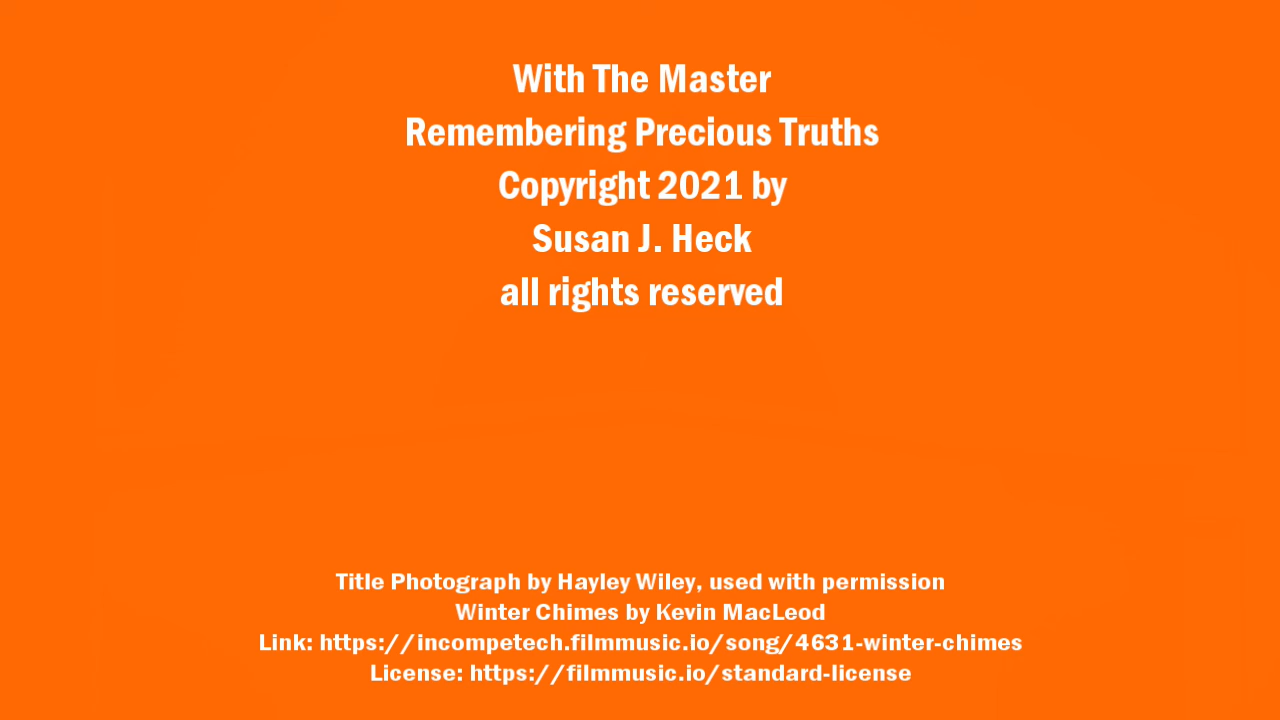 With The Master
Remembering Precious Truths
Copyright 2021 by
Susan J. Heck
all rights reserved
Title Photograph by Hayley Wiley, used with permission
Winter Chimes by Kevin MacLeod
Link: https://incompetech.filmmusic.io/song/4631-winter-chimes
License: https://filmmusic.io/standard-license